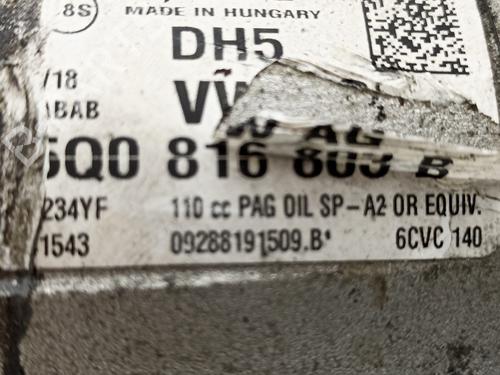 8S MADE IN HUNGARY
DH5
/18
ABAB VW
W AG
5Q0 816 803 B
234YF 110 cc PAG OIL SP-A2 OR EQUIV.
1543 09288191509.B* 6CVC 140